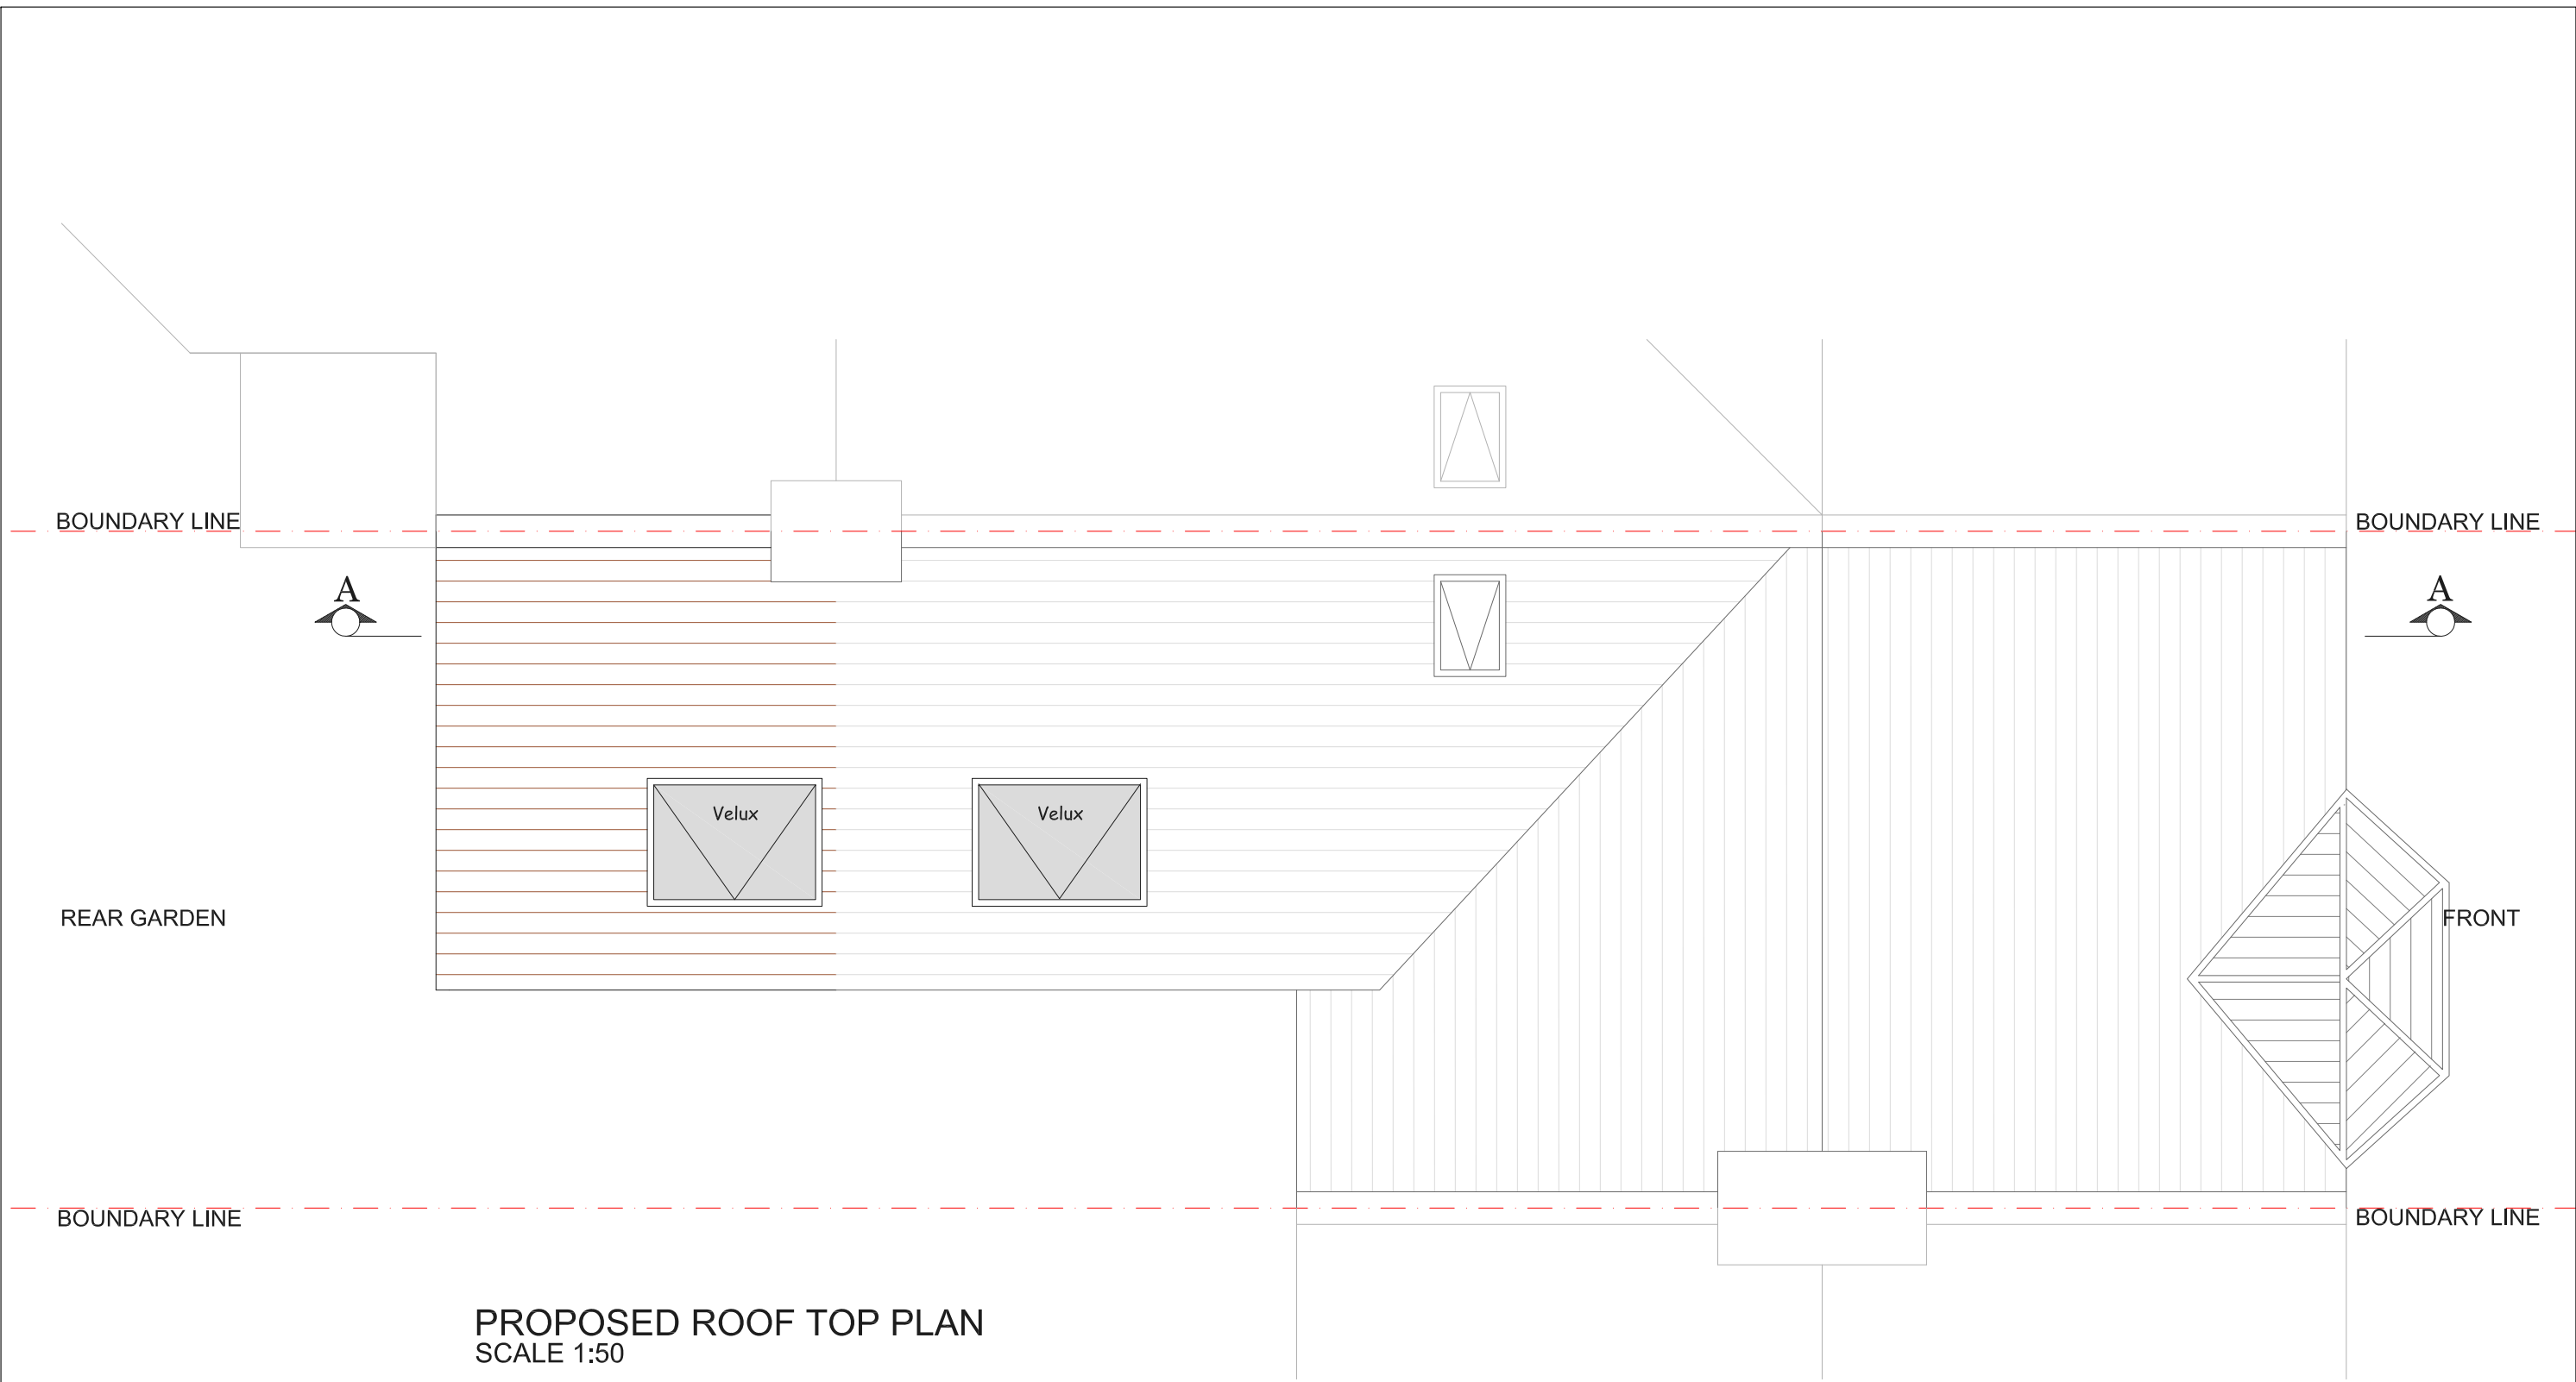 BOUNDARY LINE
BOUNDARY LINE
A
A
Velux
Velux
REAR GARDEN
FRONT
BOUNDARY LINE
BOUNDARY LINE
PROPOSED ROOF TOP PLAN
SCALE 1:50